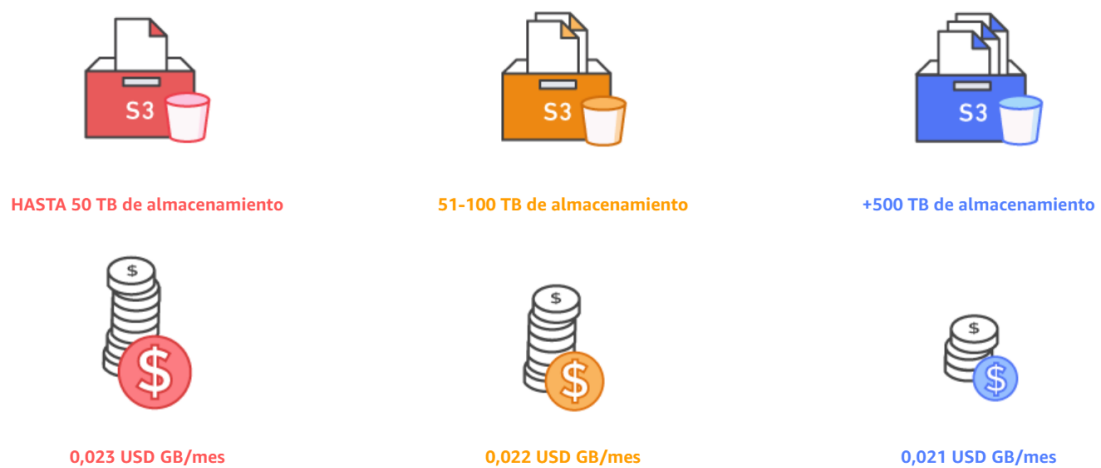 S3
S3
S3
HASTA 50 TB de almacenamiento
51-100 TB de almacenamiento
+500 TB de almacenamiento
$
$
$
$
$
$
0,023 USD GB/mes
0,022 USD GB/mes
0,021 USD GB/mes